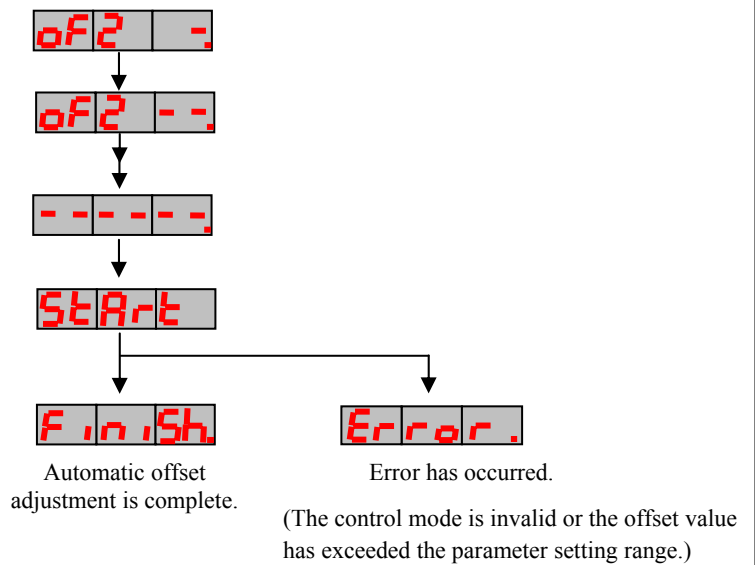 oF2 -.
oF2 --.
------.
StArt
FiniSh.
Error.
Automatic offset
adjustment is complete.
Error has occurred.
(The control mode is invalid or the offset value
has exceeded the parameter setting range.)